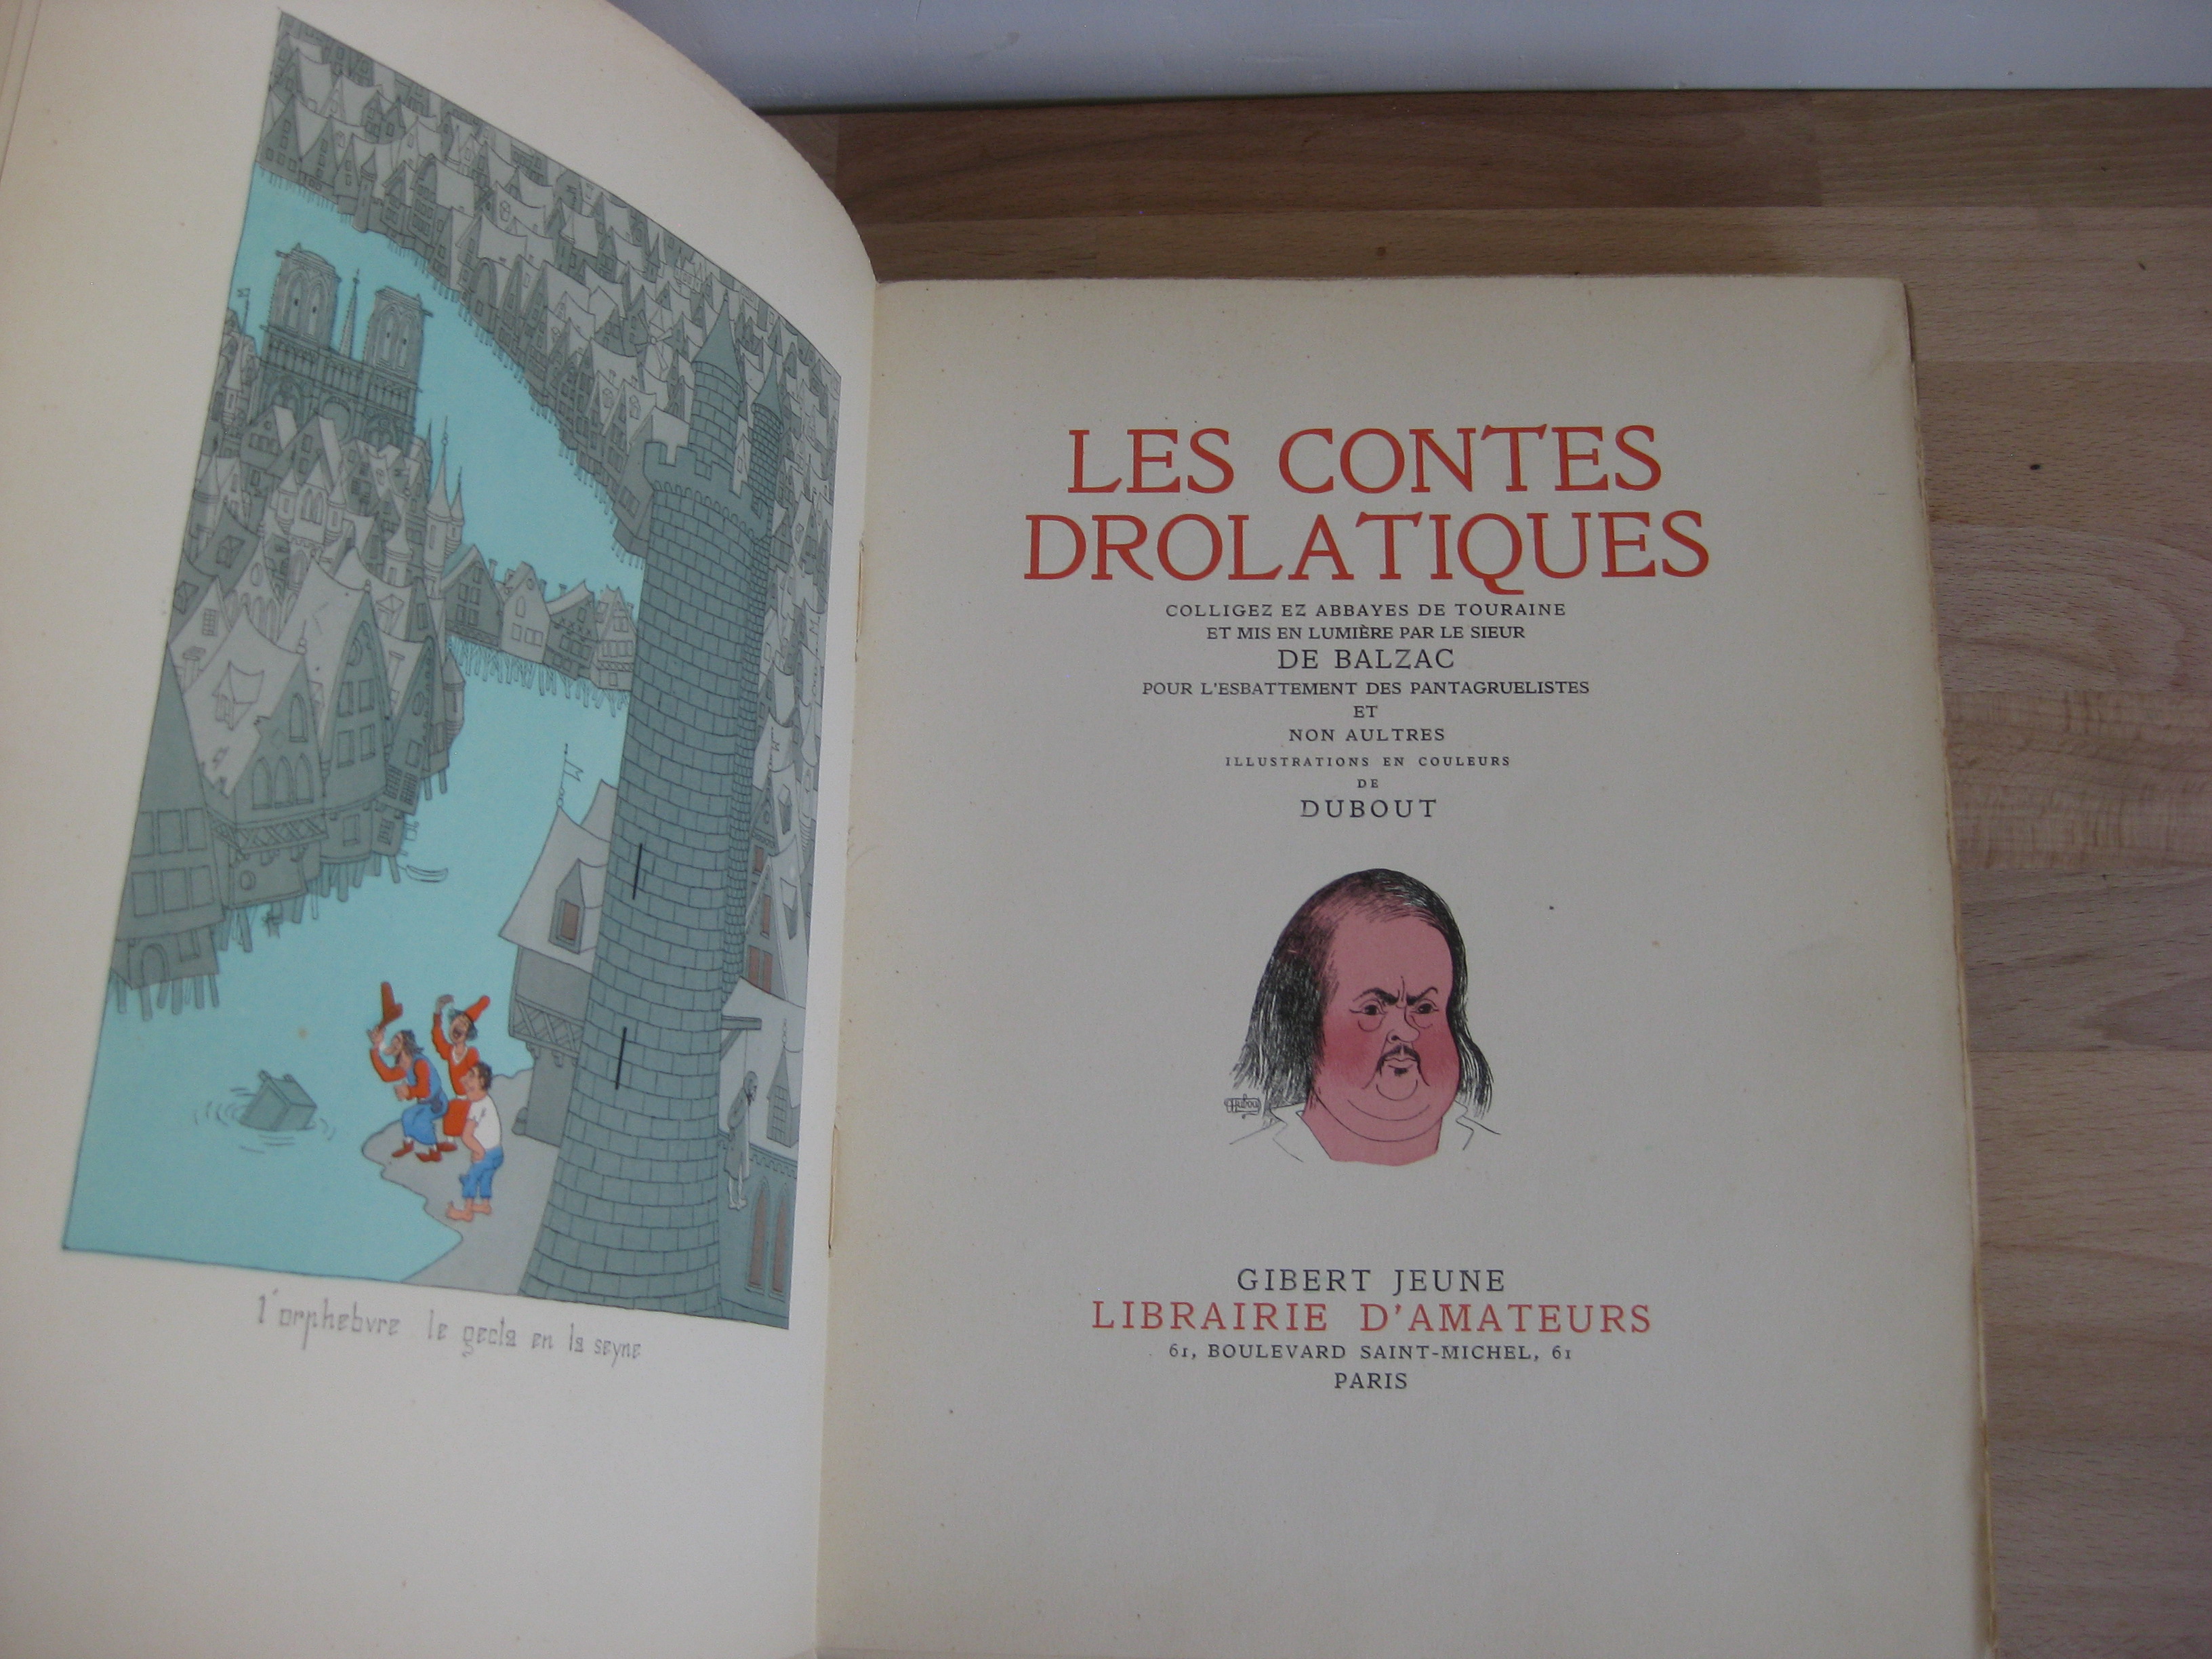 l'orphebvre le gecta en la seyne
LES CONTES
DROLATIQUES
COLLIGEZ EZ ABBAYES DE TOURAINE
ET MIS EN LUMIÈRE PAR LE SIEUR
DE BALZAC
POUR L'ESBATTEMENT DES PANTAGRUELISTES
ET
NON AULTRES
ILLUSTRATIONS EN COULEURS
DE
DUBOUT
Dubout
GIBERT JEUNE
LIBRAIRIE D'AMATEURS
61, BOULEVARD SAINT-MICHEL, 61
PARIS